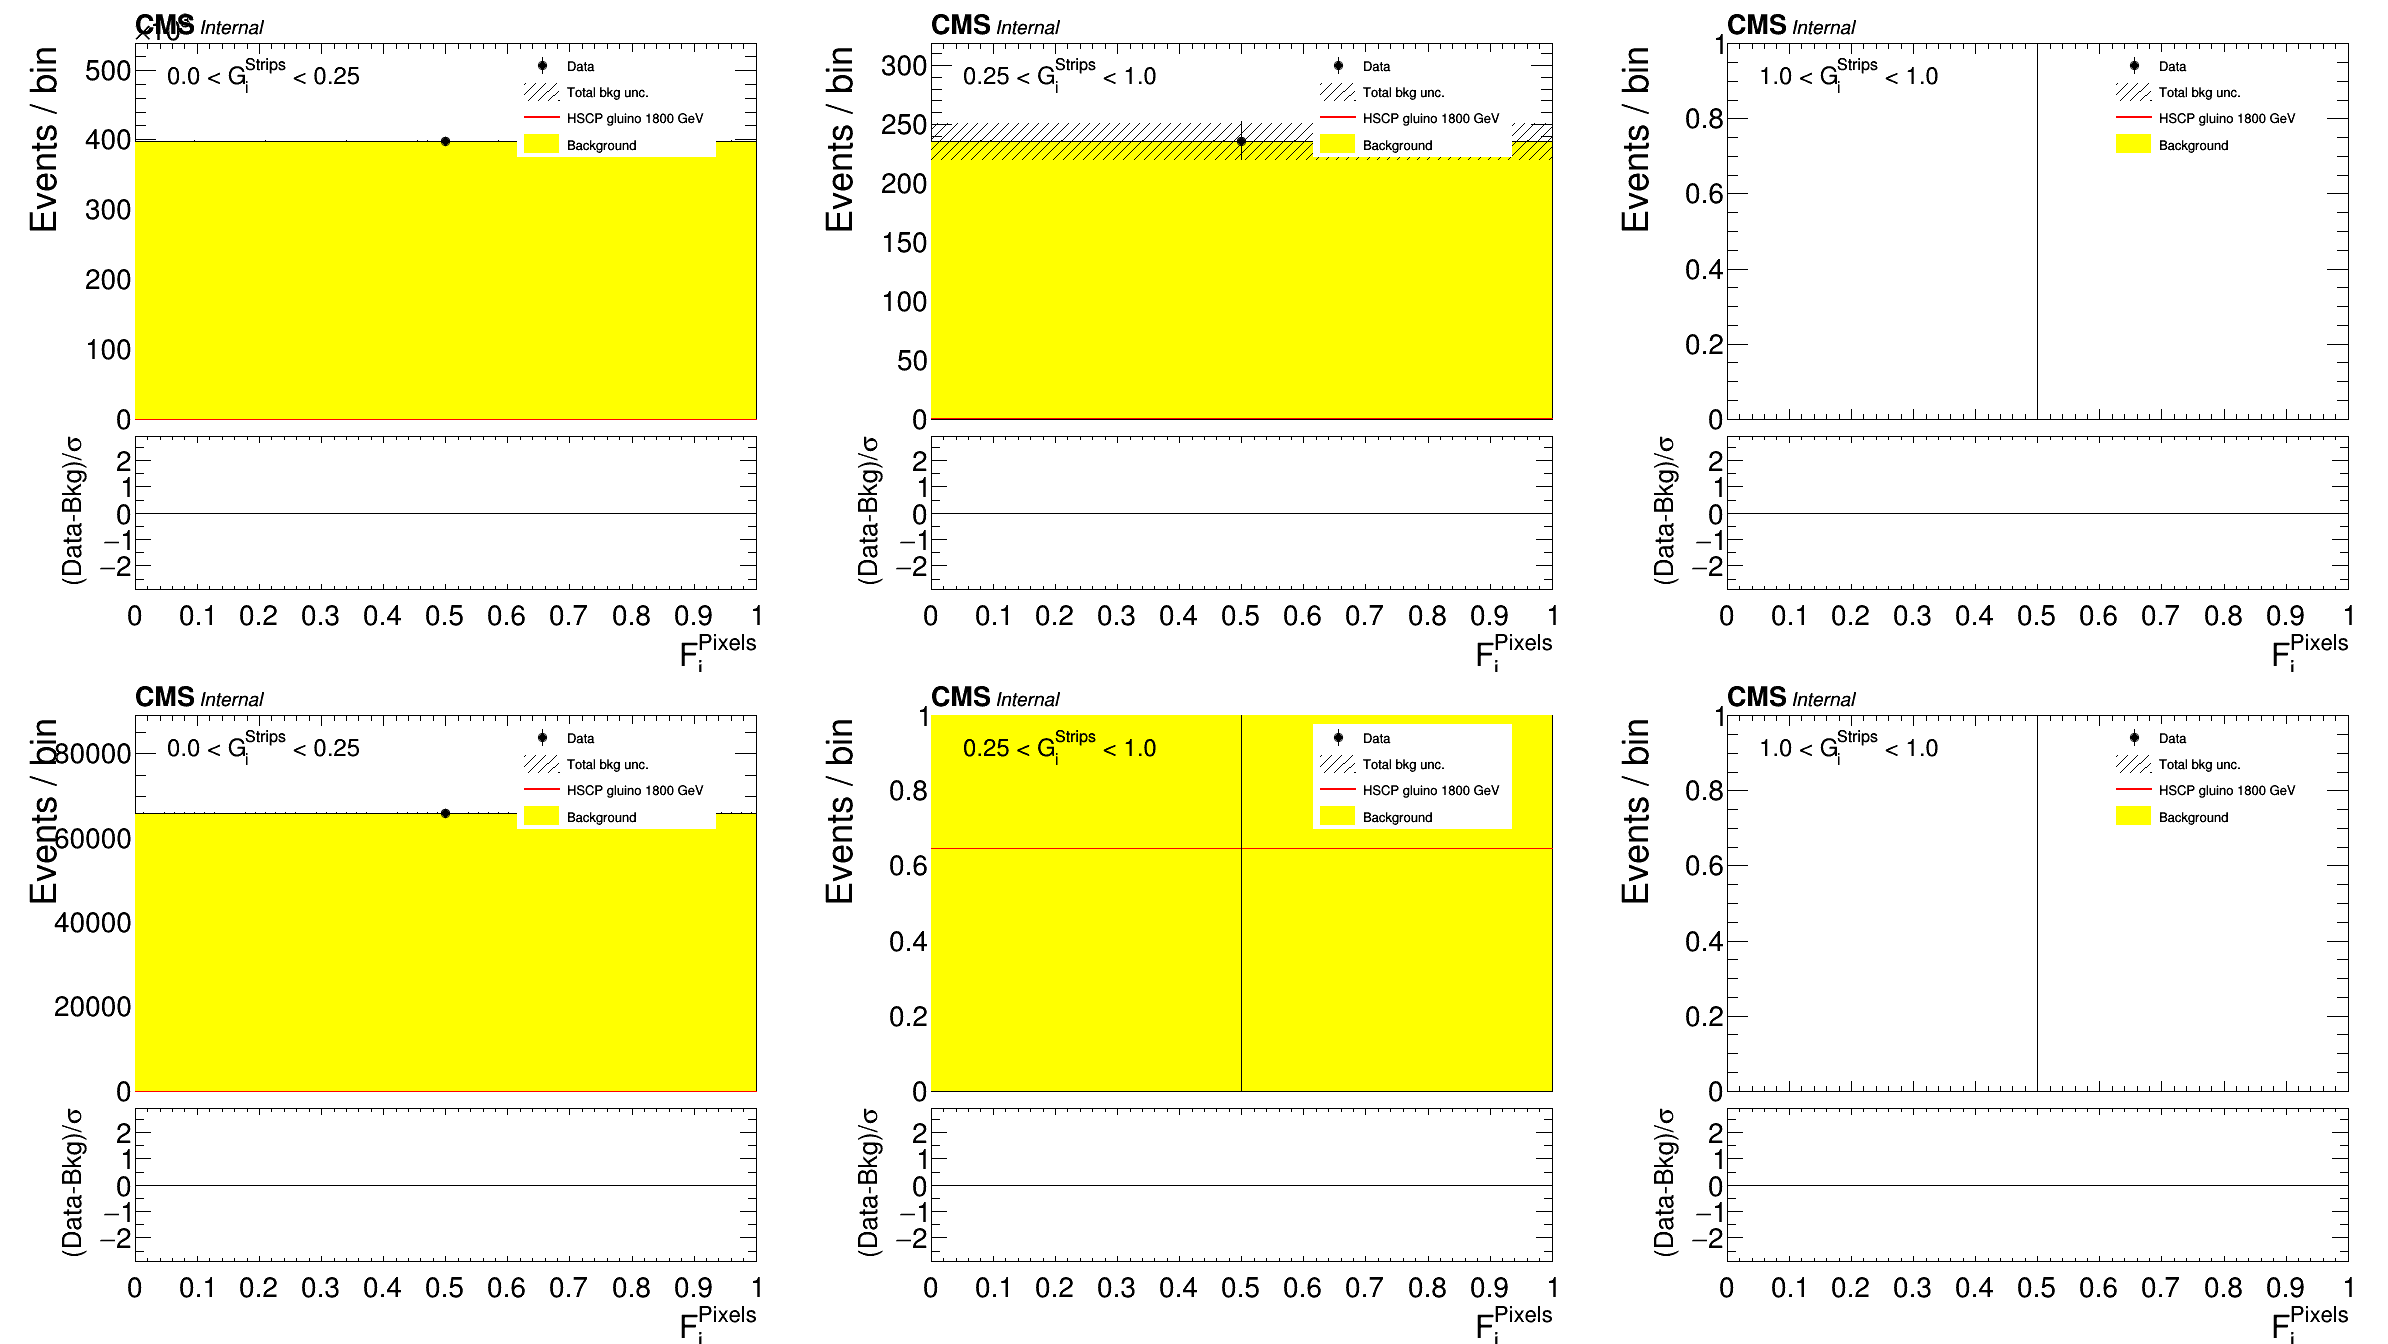 CMS Internal
×10³
Events / bin
0.0 < G_i^Strips < 0.25
Data
Total bkg unc.
HSCP gluino 1800 GeV
Background
500
400
300
200
100
0
(Data-Bkg)/σ
2
1
0
−1
−2
0 0.1 0.2 0.3 0.4 0.5 0.6 0.7 0.8 0.9 1
F_i^Pixels
CMS Internal
Events / bin
0.25 < G_i^Strips < 1.0
Data
Total bkg unc.
HSCP gluino 1800 GeV
Background
300
250
200
150
100
50
0
(Data-Bkg)/σ
2
1
0
−1
−2
0 0.1 0.2 0.3 0.4 0.5 0.6 0.7 0.8 0.9 1
F_i^Pixels
CMS Internal
Events / bin
1.0 < G_i^Strips < 1.0
Data
Total bkg unc.
HSCP gluino 1800 GeV
Background
1
0.8
0.6
0.4
0.2
0
(Data-Bkg)/σ
2
1
0
−1
−2
0 0.1 0.2 0.3 0.4 0.5 0.6 0.7 0.8 0.9 1
F_i^Pixels
CMS Internal
Events / bin
0.0 < G_i^Strips < 0.25
Data
Total bkg unc.
HSCP gluino 1800 GeV
Background
80000
60000
40000
20000
0
(Data-Bkg)/σ
2
1
0
−1
−2
0 0.1 0.2 0.3 0.4 0.5 0.6 0.7 0.8 0.9 1
F_i^Pixels
CMS Internal
Events / bin
0.25 < G_i^Strips < 1.0
Data
Total bkg unc.
HSCP gluino 1800 GeV
Background
1
0.8
0.6
0.4
0.2
0
(Data-Bkg)/σ
2
1
0
−1
−2
0 0.1 0.2 0.3 0.4 0.5 0.6 0.7 0.8 0.9 1
F_i^Pixels
CMS Internal
Events / bin
1.0 < G_i^Strips < 1.0
Data
Total bkg unc.
HSCP gluino 1800 GeV
Background
1
0.8
0.6
0.4
0.2
0
(Data-Bkg)/σ
2
1
0
−1
−2
0 0.1 0.2 0.3 0.4 0.5 0.6 0.7 0.8 0.9 1
F_i^Pixels